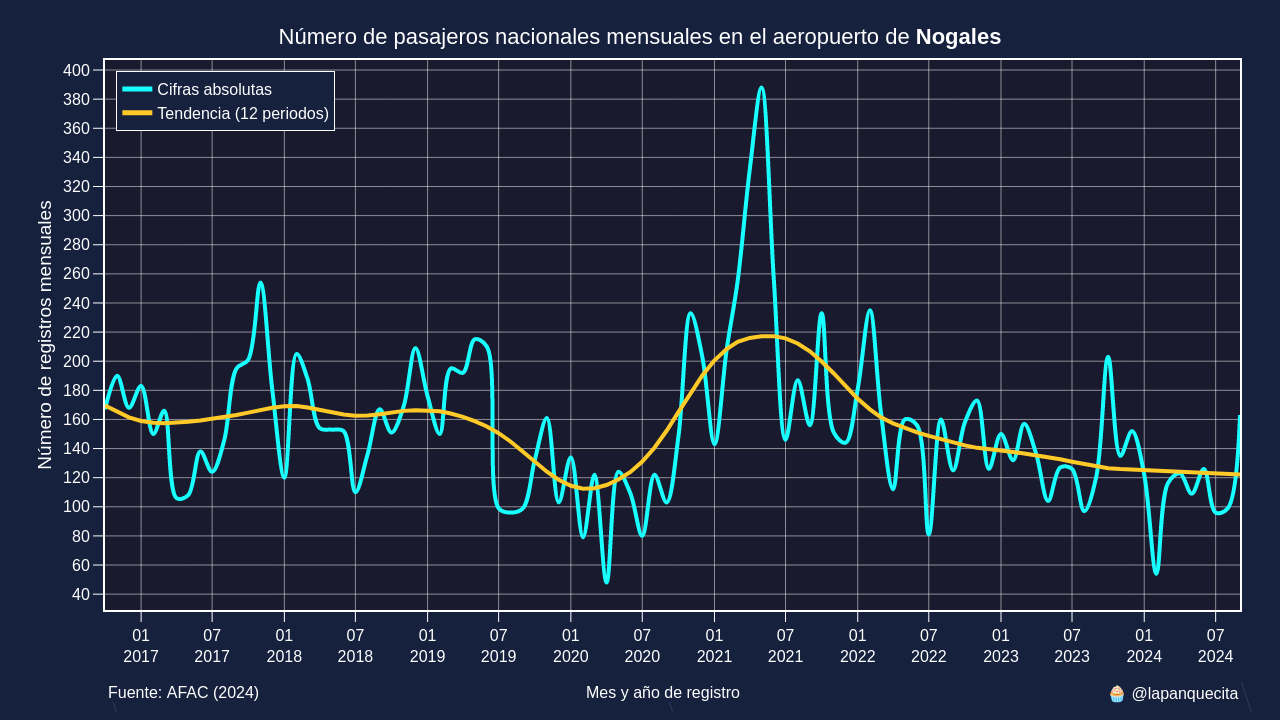 Número de pasajeros nacionales mensuales en el aeropuerto de Nogales
Cifras absolutas
Tendencia (12 periodos)
Número de registros mensuales
400
380
360
340
320
300
280
260
240
220
200
180
160
140
120
100
80
60
40
01 07 01 07 01 07 01 07 01 07 01 07 01 07 01 07
2017 2017 2018 2018 2019 2019 2020 2020 2021 2021 2022 2022 2023 2023 2024 2024
Fuente: AFAC (2024) Mes y año de registro 🧁 @lapanquecita